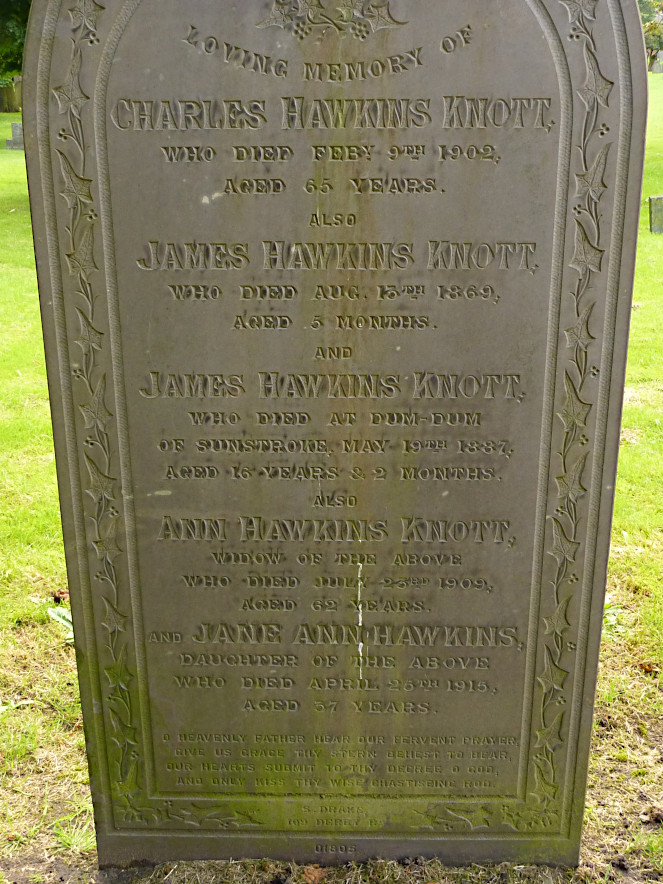 LOVING MEMORY OF
CHARLES HAWKINS KNOTT,
WHO DIED FEBY 9TH 1902,
AGED 65 YEARS.
ALSO
JAMES HAWKINS KNOTT,
WHO DIED AUG. 13TH 1869,
AGED 5 MONTHS.
AND
JAMES HAWKINS KNOTT,
WHO DIED AT DUM-DUM
OF SUNSTROKE, MAY 19TH 1887,
AGED 16 YEARS & 2 MONTHS.
ALSO
ANN HAWKINS KNOTT,
WIDOW OF THE ABOVE
WHO DIED JULY 23RD 1909,
AGED 62 YEARS.
AND JANE ANN HAWKINS,
DAUGHTER OF THE ABOVE
WHO DIED APRIL 25TH 1915,
AGED 37 YEARS.
O HEAVENLY FATHER HEAR OUR FERVENT PRAYER,
GIVE US GRACE THY STERN BEHEST TO BEAR,
OUR HEARTS SUBMIT TO THY DECREE O GOD,
AND ONLY KISS THY WISE CHASTISEING ROD.
S. DRAKE,
DERBY R.